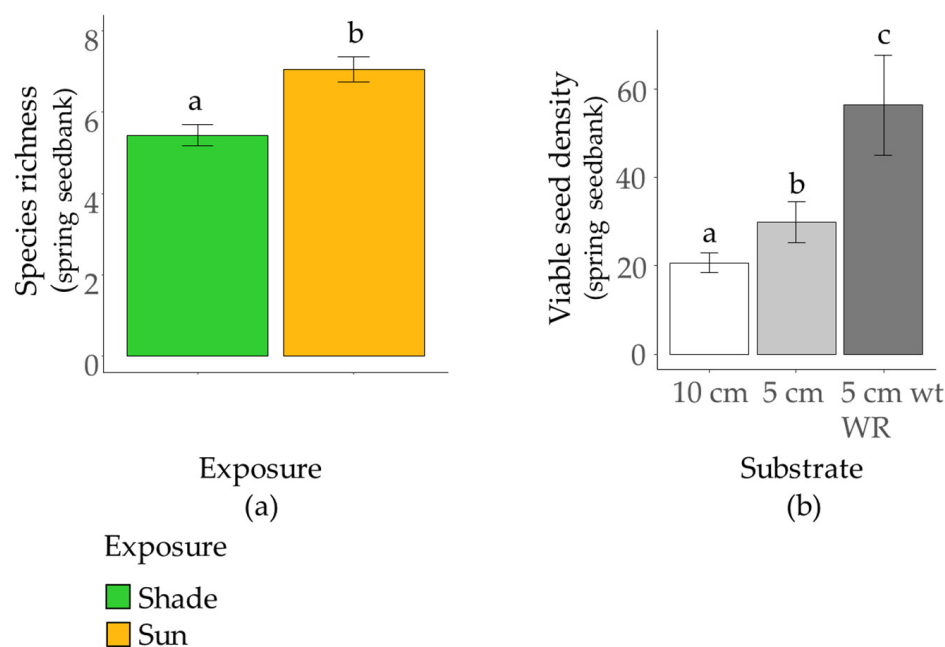 Species richness
(spring seedbank)
8
6
4
2
0
a
b
Exposure
(a)
Exposure
Shade
Sun
Viable seed density
(spring seedbank)
60
40
20
0
a
b
c
10 cm
5 cm
5 cm wt
WR
Substrate
(b)